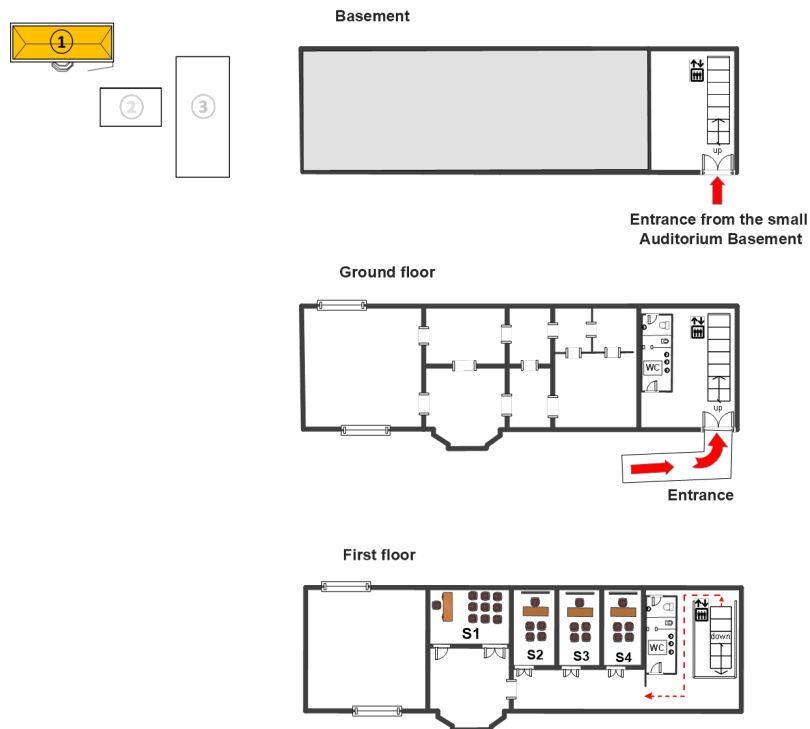 Basement
1
2
3
up
Entrance from the small
Auditorium Basement
Ground floor
WC
up
Entrance
First floor
S1
S2
S3
S4
WC
down